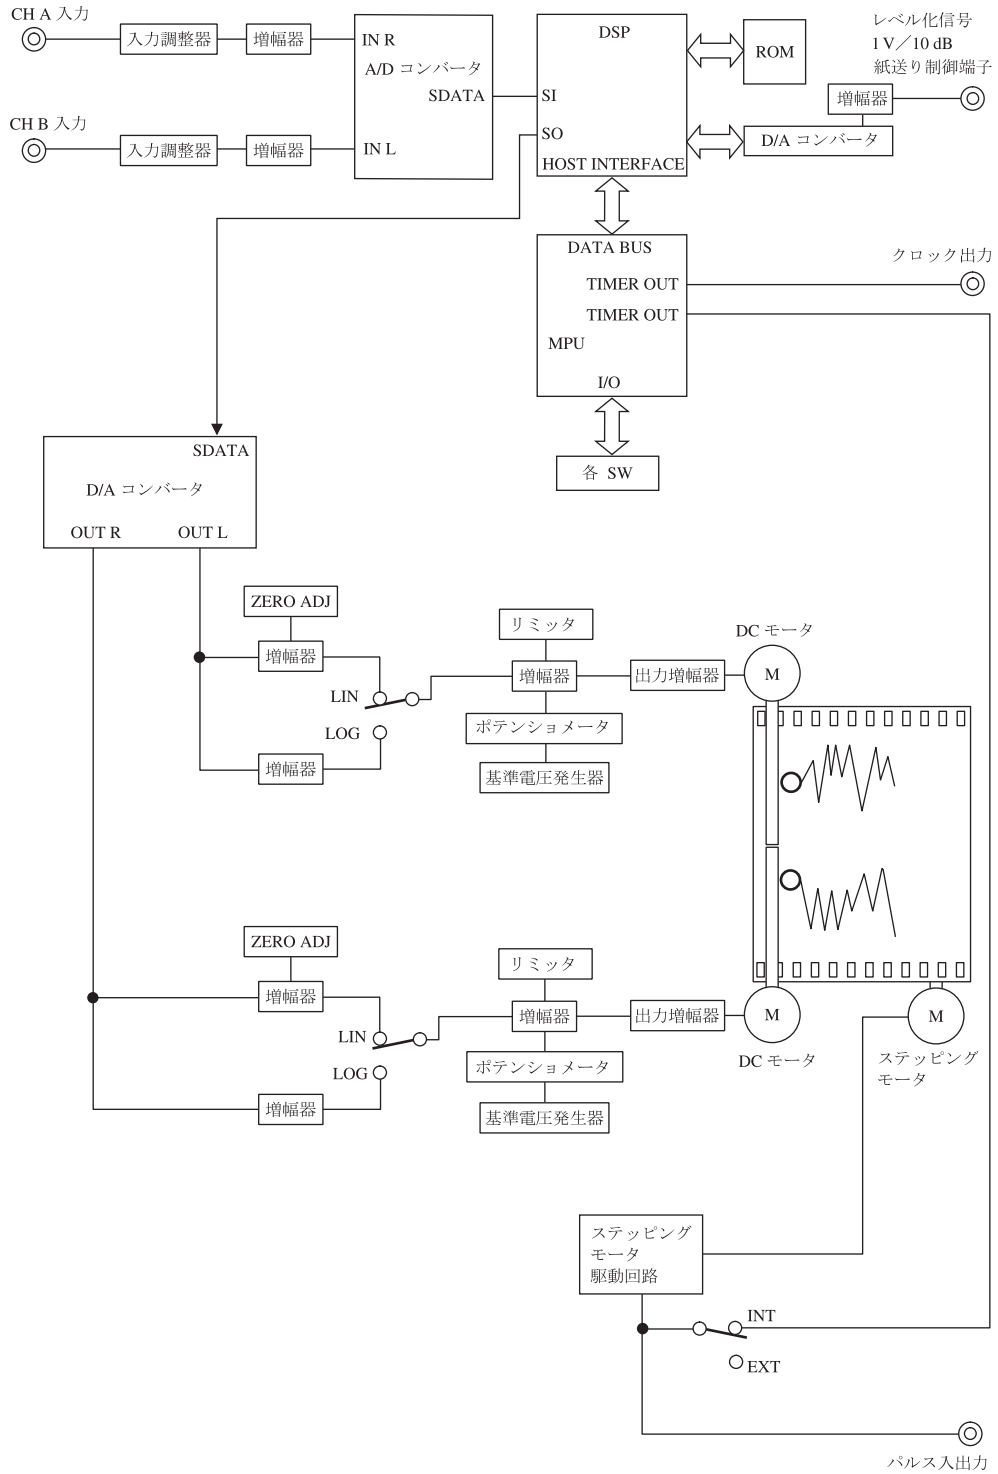 CH A 入力
入力調整器
増幅器
IN R
A/D コンバータ
SDATA
IN L
CH B 入力
入力調整器
増幅器
DSP
SI
SO
HOST INTERFACE
ROM
レベル化信号
1 V／10 dB
紙送り制御端子
増幅器
D/A コンバータ
DATA BUS
TIMER OUT
TIMER OUT
MPU
I/O
クロック出力
各 SW
SDATA
D/A コンバータ
OUT R
OUT L
ZERO ADJ
増幅器
LIN
LOG
増幅器
リミッタ
増幅器
ポテンショメータ
基準電圧発生器
出力増幅器
DC モータ
M
ZERO ADJ
増幅器
LIN
LOG
増幅器
リミッタ
増幅器
ポテンショメータ
基準電圧発生器
出力増幅器
M
DC モータ
M
ステッピング
モータ
ステッピング
モータ
駆動回路
INT
EXT
パルス入出力